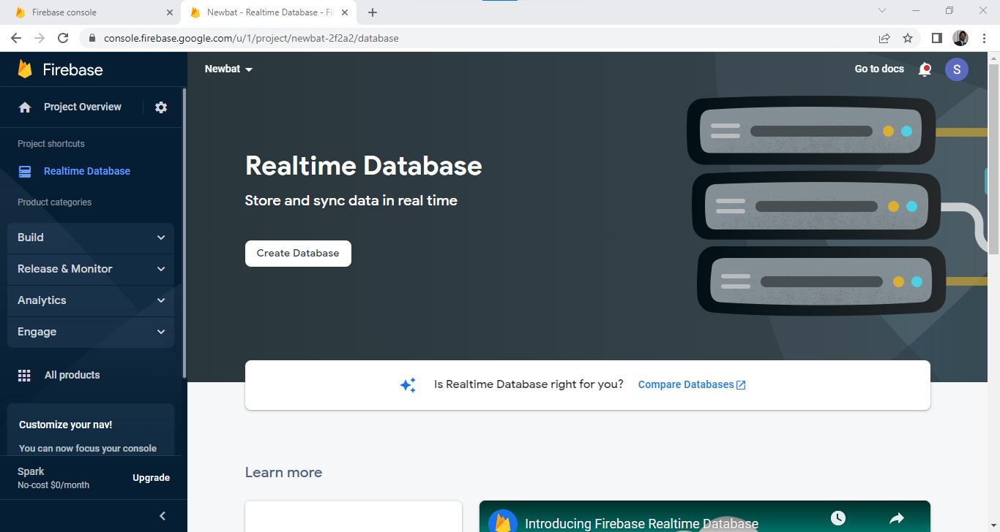 Firebase console
Newbat - Realtime Database - Fi
console.firebase.google.com/u/1/project/newbat-2f2a2/database
Firebase
Newbat
Go to docs
S
Project Overview
Project shortcuts
Realtime Database
Product categories
Build
Release & Monitor
Analytics
Engage
All products
Customize your nav!
You can now focus your console
Spark
No-cost $0/month
Upgrade
Realtime Database
Store and sync data in real time
Create Database
Is Realtime Database right for you? Compare Databases
Learn more
Introducing Firebase Realtime Database